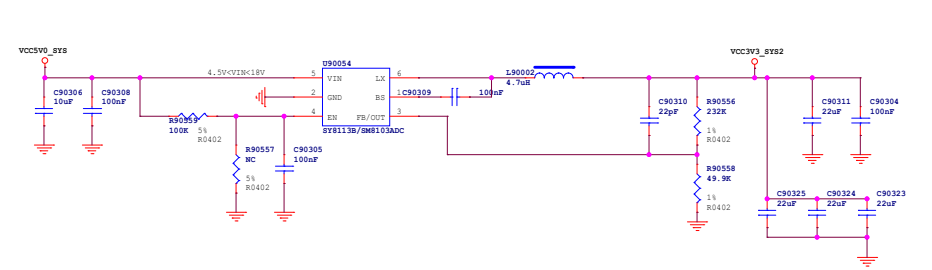 VCC5V0_SYS
VCC3V3_SYS2
U90054
4.5V<VIN<18V
5 VIN LX 6
2 GND BS 1
4 EN FB/OUT 3
SY8113B/SM8103ADC
L90002
4.7uH
C90309
100nF
C90306
10uF
C90308
100nF
R90559
100K
5%
R0402
R90557
NC
5%
R0402
C90305
100nF
C90310
22pF
R90556
232K
1%
R0402
R90558
49.9K
1%
R0402
C90311
22uF
C90304
100nF
C90325
22uF
C90324
22uF
C90323
22uF